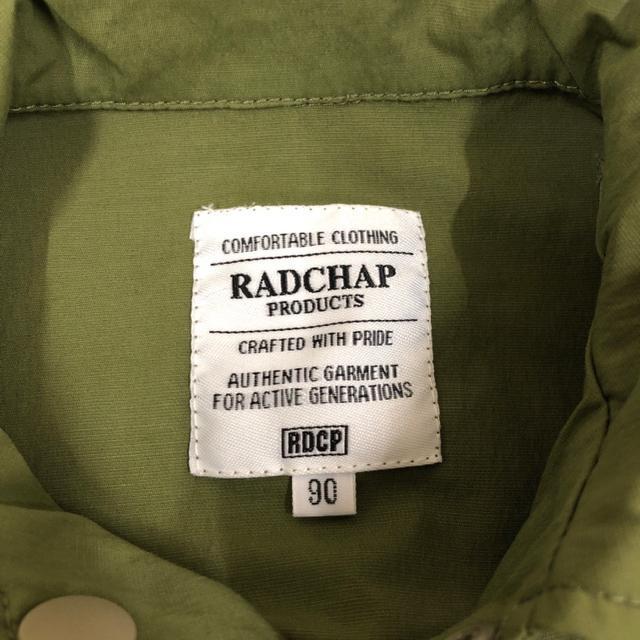 COMFORTABLE CLOTHING
RADCHAP
PRODUCTS
CRAFTED WITH PRIDE
AUTHENTIC GARMENT
FOR ACTIVE GENERATIONS
RDCP
90